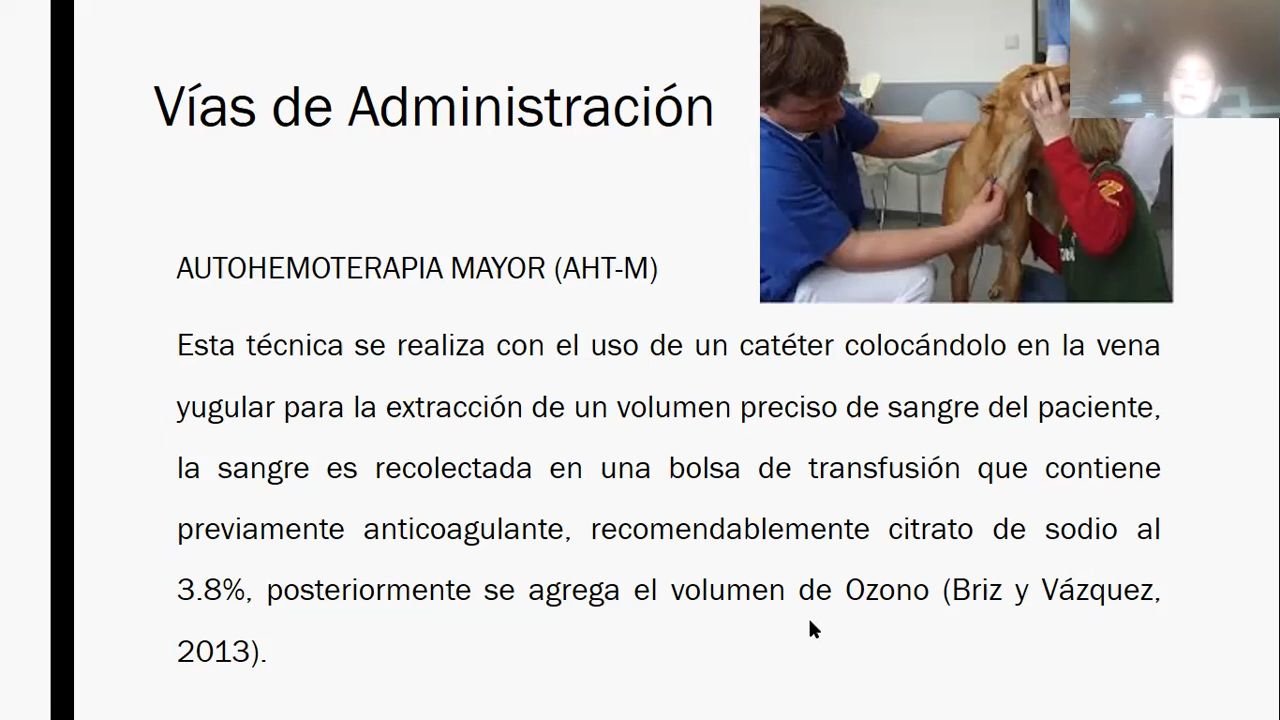 Vías de Administración
AUTOHEMOTERAPIA MAYOR (AHT-M)
Esta técnica se realiza con el uso de un catéter colocándolo en la vena
yugular para la extracción de un volumen preciso de sangre del paciente,
la sangre es recolectada en una bolsa de transfusión que contiene
previamente anticoagulante, recomendablemente citrato de sodio al
3.8%, posteriormente se agrega el volumen de Ozono (Briz y Vázquez,
2013).